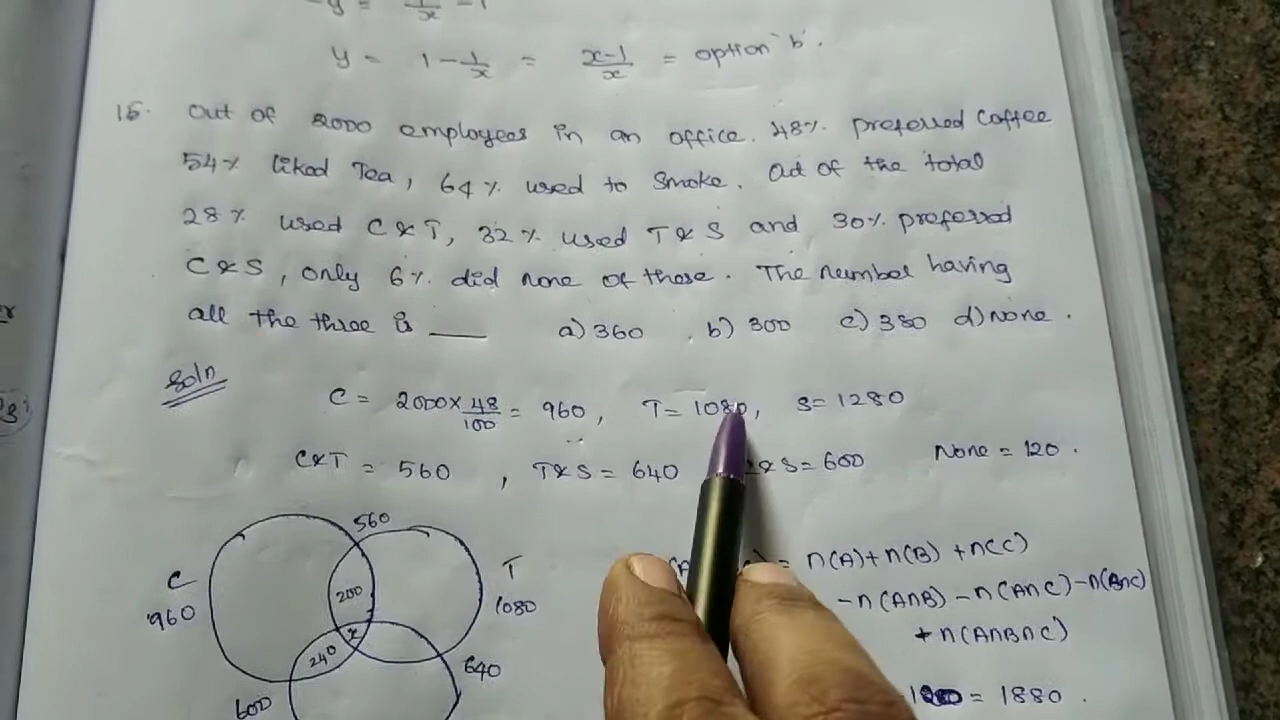 y = 1/x - 1
y = 1 - 1/x = x-1/x = option 'b'.
15. Out of 2000 employees in an office. 48% preferred Coffee
54% liked Tea, 64% used to Smoke. Out of the total
28% used C & T, 32% used T & S and 30% preferred
C & S, only 6% did none of these. The number having
all the three is ____ a) 360 , b) 300 c) 380 d) none.
Soln
C = 2000 × 48/100 = 960, T = 1080, S = 1280
C & T = 560 , T & S = 640 & S = 600 None = 120.
560
C T
200
960 1080
x
240 640
600
= n(A) + n(B) + n(C)
- n(A∩B) - n(A∩C) - n(B∩C)
+ n(A∩B∩C)
= 1880.